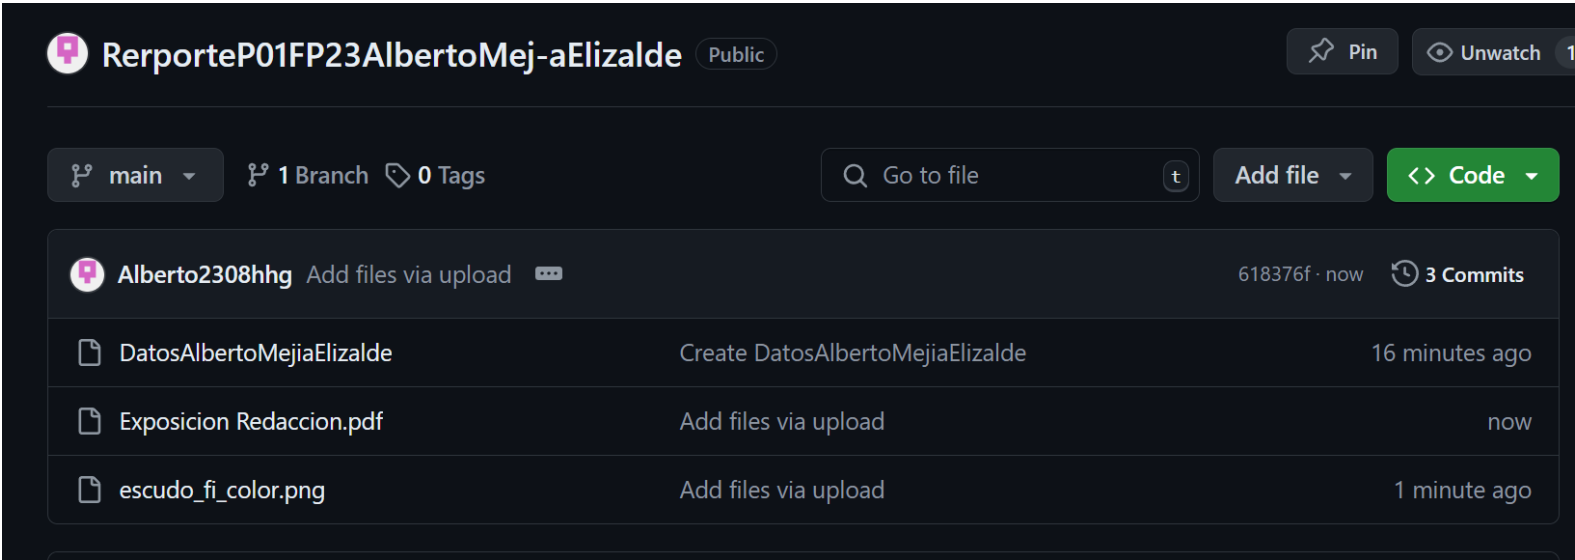 RerporteP01FP23AlbertoMej-aElizalde Public Pin Unwatch 1
main 1 Branch 0 Tags Go to file t Add file Code
Alberto2308hhg Add files via upload 618376f · now 3 Commits
DatosAlbertoMejiaElizalde Create DatosAlbertoMejiaElizalde 16 minutes ago
Exposicion Redaccion.pdf Add files via upload now
escudo_fi_color.png Add files via upload 1 minute ago